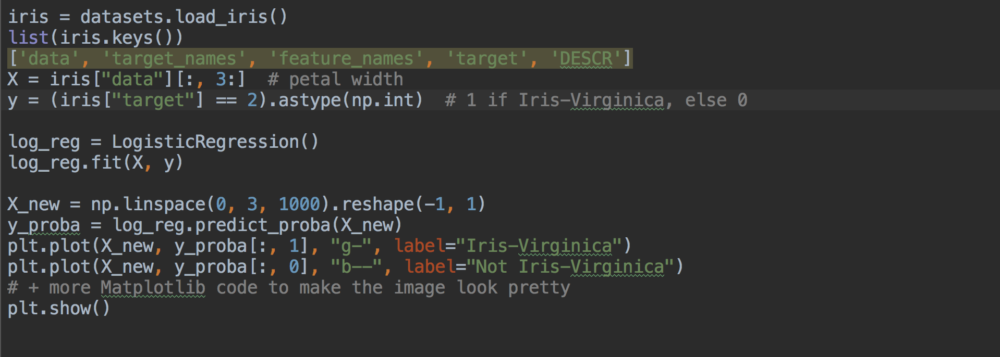 iris = datasets.load_iris()
list(iris.keys())
['data', 'target_names', 'feature_names', 'target', 'DESCR']
X = iris["data"][:, 3:]  # petal width
y = (iris["target"] == 2).astype(np.int)  # 1 if Iris-Virginica, else 0
log_reg = LogisticRegression()
log_reg.fit(X, y)
X_new = np.linspace(0, 3, 1000).reshape(-1, 1)
y_proba = log_reg.predict_proba(X_new)
plt.plot(X_new, y_proba[:, 1], "g-", label="Iris-Virginica")
plt.plot(X_new, y_proba[:, 0], "b--", label="Not Iris-Virginica")
# + more Matplotlib code to make the image look pretty
plt.show()